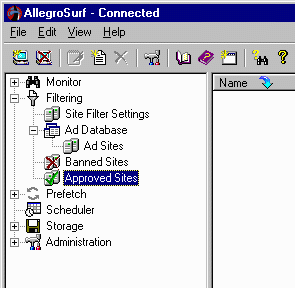 AllegroSurf - Connected
File Edit View Help
Name
Monitor
Filtering
Site Filter Settings
Ad Database
Ad Sites
Banned Sites
Approved Sites
Prefetch
Scheduler
Storage
Administration